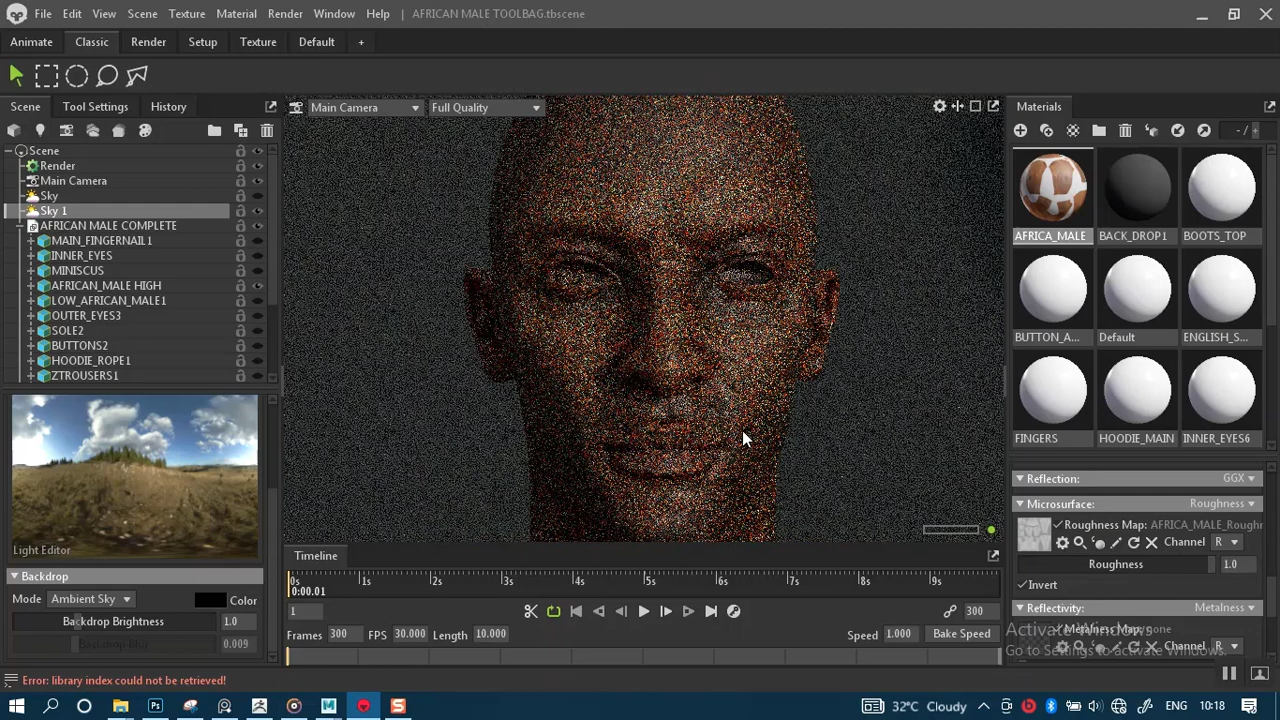 File Edit View Scene Texture Material Render Window Help AFRICAN MALE TOOLBAG.tbscene
Animate Classic Render Setup Texture Default +
Scene Tool Settings History
Main Camera Full Quality
Materials
- /
Scene
Render
Main Camera
Sky
Sky 1
AFRICAN MALE COMPLETE
MAIN_FINGERNAIL1
INNER_EYES
MINISCUS
AFRICAN_MALE HIGH
LOW_AFRICAN_MALE1
OUTER_EYES3
SOLE2
BUTTONS2
HOODIE_ROPE1
ZTROUSERS1
AFRICA_MALE BACK_DROP1 BOOTS_TOP
BUTTON_A... Default ENGLISH_S...
FINGERS HOODIE_MAIN INNER_EYES6
Light Editor
Backdrop
Mode Ambient Sky Color
Backdrop Brightness 1.0
Backdrop Blur 0.009
Reflection: GGX
Microsurface: Roughness
Roughness Map: AFRICA_MALE_Roughr
Channel R
Roughness 1.0
Invert
Reflectivity: Metalness
Metalness Map: none
Channel R
Activate Windows
Go to Settings to activate Windows.
Timeline
0s 1s 2s 3s 4s 5s 6s 7s 8s 9s
0:00.01
1 300
Frames 300 FPS 30.000 Length 10.000 Speed 1.000 Bake Speed
Error: library index could not be retrieved!
32°C Cloudy ENG 10:18